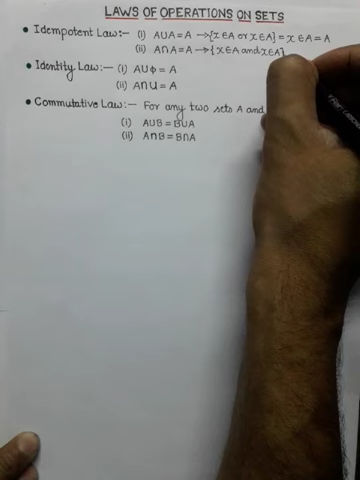 LAWS OF OPERATIONS ON SETS
• Idempotent Law:- (i) A∪A = A → {x∈A or x∈A} = x∈A = A
(ii) A∩A = A → {x∈A and x∈A}
• Identity Law:- (i) A∪Φ = A
(ii) A∩U = A
• Commutative Law:- For any two sets A and
(i) A∪B = B∪A
(ii) A∩B = B∩A